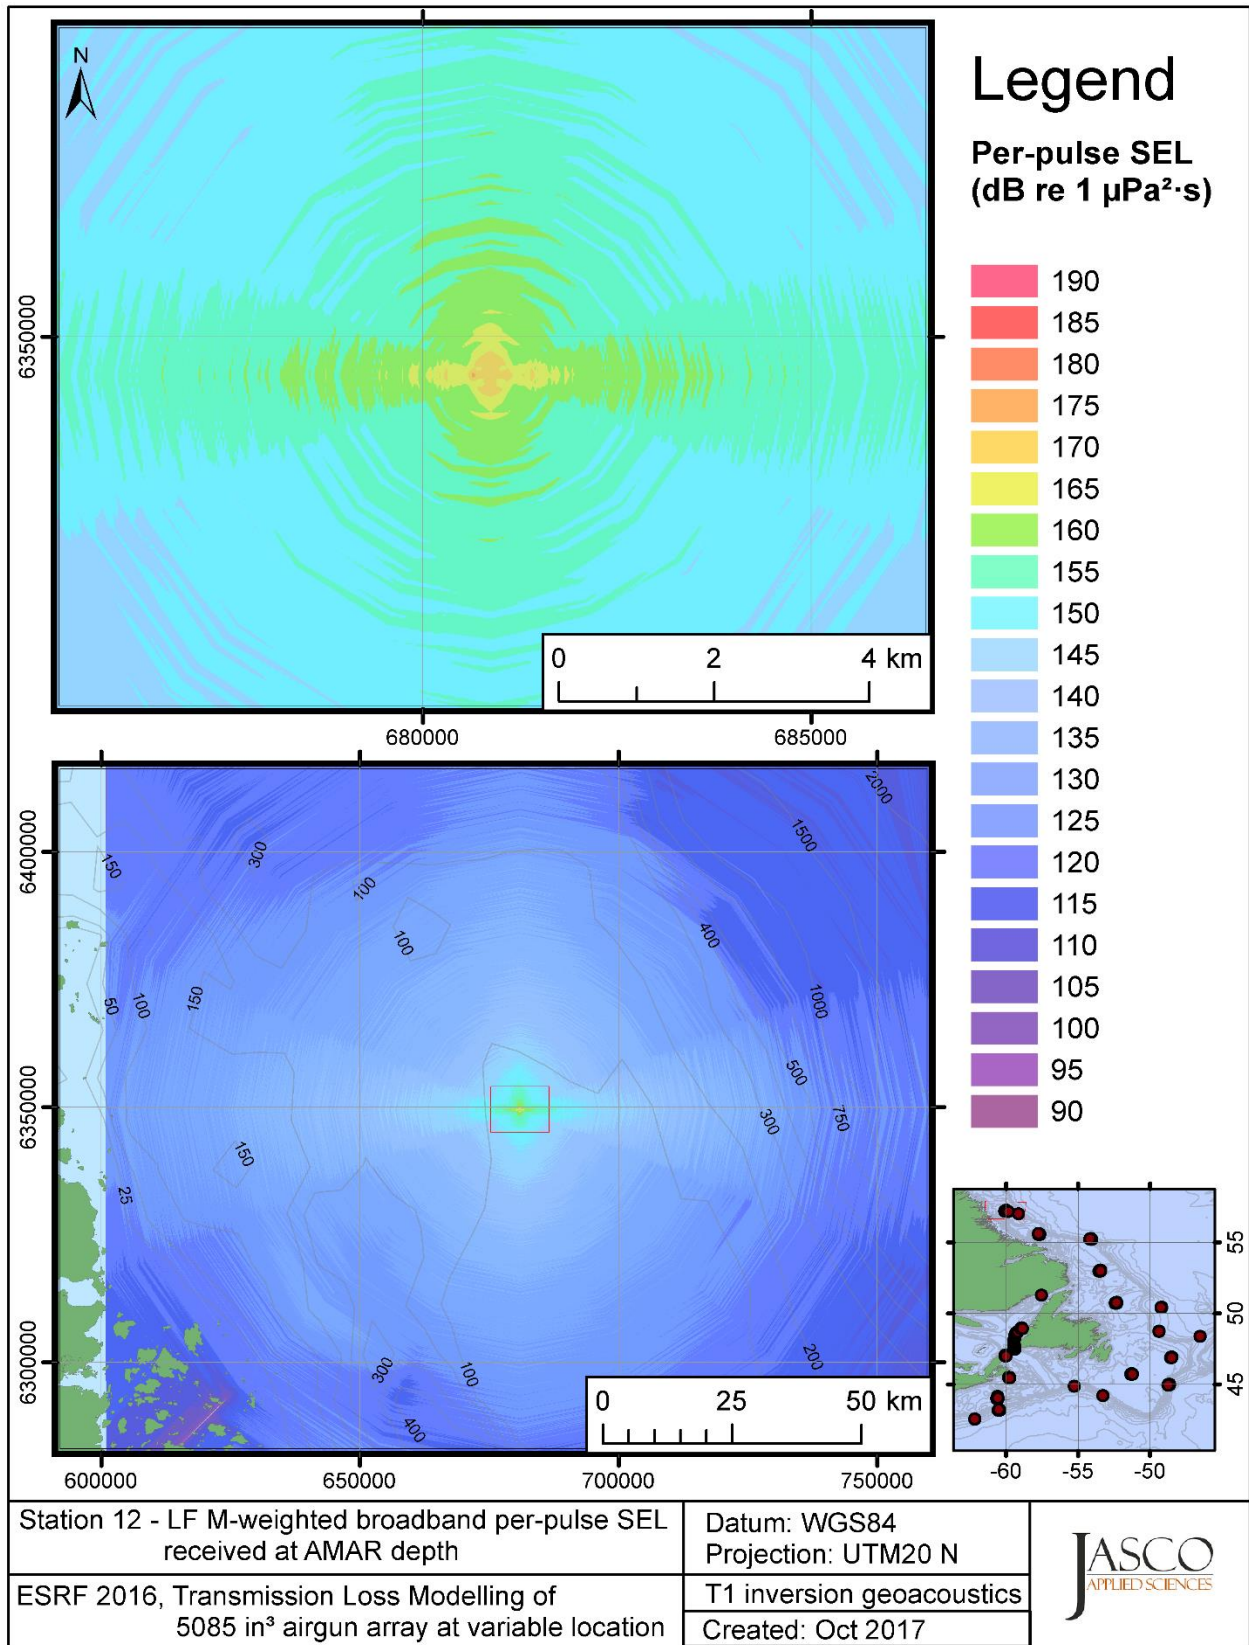 N
6350000
0 2 4 km
680000 685000
Legend
Per-pulse SEL
(dB re 1 µPa²·s)
190
185
180
175
170
165
160
155
150
145
140
135
130
125
120
115
110
105
100
95
90
6400000
6350000
6300000
150
300
100
100
150
50
100
150
25
300
100
400
200
400
1000
500
300
750
1500
2000
0 25 50 km
600000 650000 700000 750000
55
50
45
-60 -55 -50
Station 12 - LF M-weighted broadband per-pulse SEL
received at AMAR depth
ESRF 2016, Transmission Loss Modelling of
5085 in³ airgun array at variable location
Datum: WGS84
Projection: UTM20 N
T1 inversion geoacoustics
Created: Oct 2017
JASCO
APPLIED SCIENCES